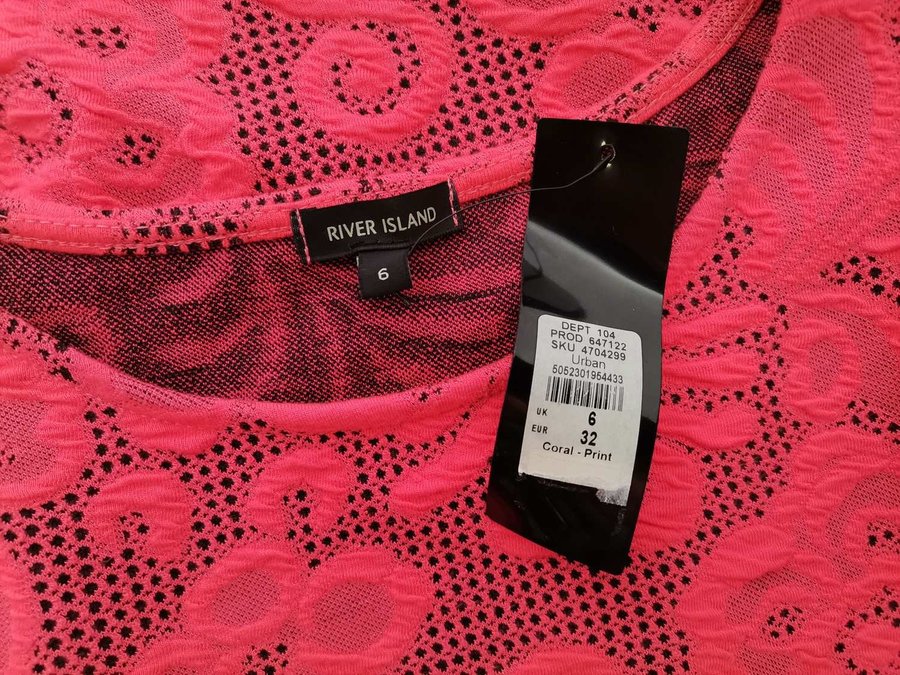 RIVER ISLAND
6
DEPT 104
PROD 647122
SKU 4704299
Urban
5052301954433
UK 6
EUR 32
Coral - Print